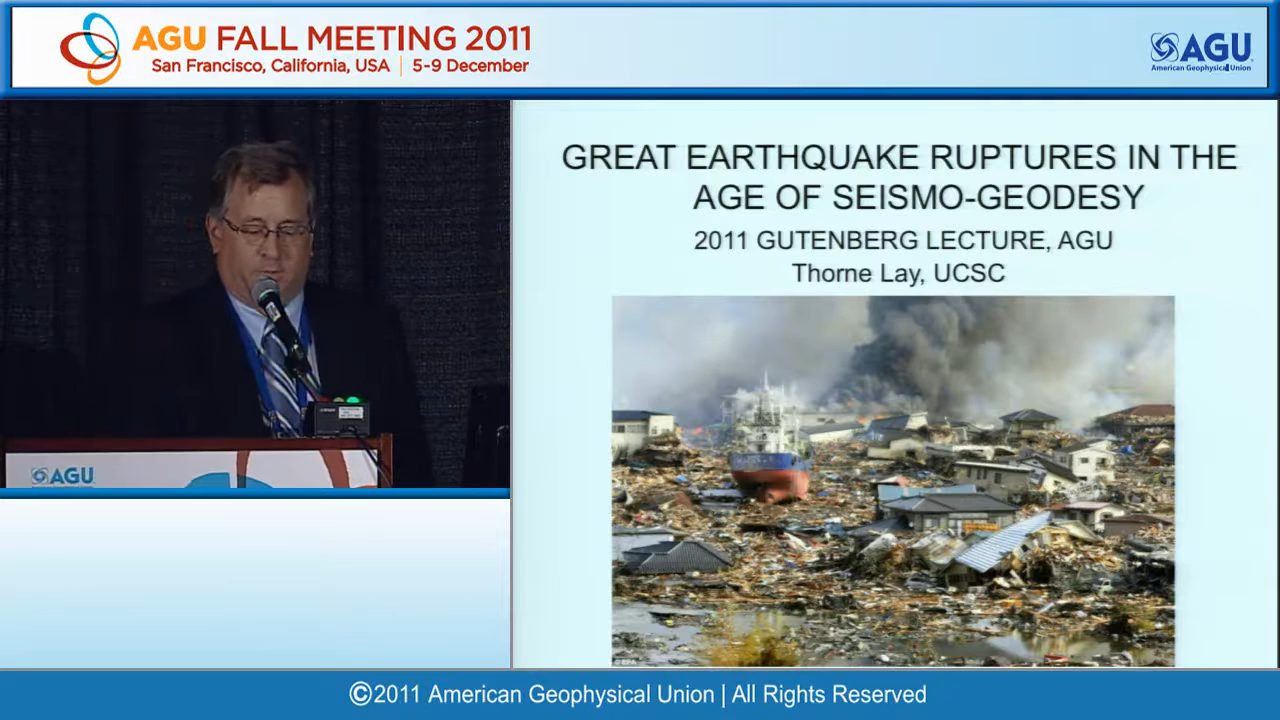 AGU FALL MEETING 2011
San Francisco, California, USA | 5-9 December
AGU
American Geophysical Union
GREAT EARTHQUAKE RUPTURES IN THE
AGE OF SEISMO-GEODESY
2011 GUTENBERG LECTURE, AGU
Thorne Lay, UCSC
AGU
©2011 American Geophysical Union | All Rights Reserved